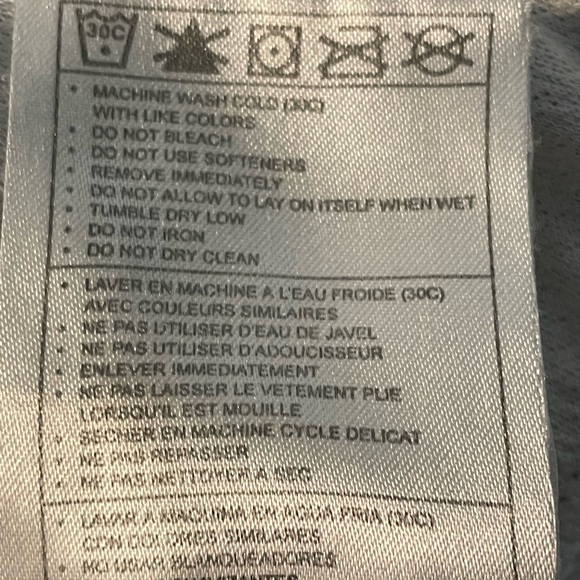 30C
• MACHINE WASH COLD (30C)
WITH LIKE COLORS
• DO NOT BLEACH
• DO NOT USE SOFTENERS
• REMOVE IMMEDIATELY
• DO NOT ALLOW TO LAY ON ITSELF WHEN WET
• TUMBLE DRY LOW
• DO NOT IRON
• DO NOT DRY CLEAN
• LAVER EN MACHINE A L'EAU FROIDE (30C)
AVEC COULEURS SIMILAIRES
• NE PAS UTILISER D'EAU DE JAVEL
• NE PAS UTILISER D'ADOUCISSEUR
• ENLEVER IMMEDIATEMENT
• NE PAS LAISSER LE VETEMENT PLIE
LORSQU'IL EST MOUILLE
• SECHER EN MACHINE CYCLE DELICAT
• NE PAS REPASSER
• NE PAS NETTOYER A SEC
• LAVAR A MAQUINA EN AGUA FRIA (30C)
CON COLORES SIMILARES
• NO USAR BLANQUEADORES